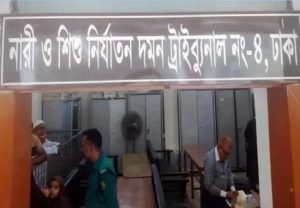 নারী ও শিশু নির্যাতন দমন ট্রাইব্যুনাল নং-৪, ঢাকা